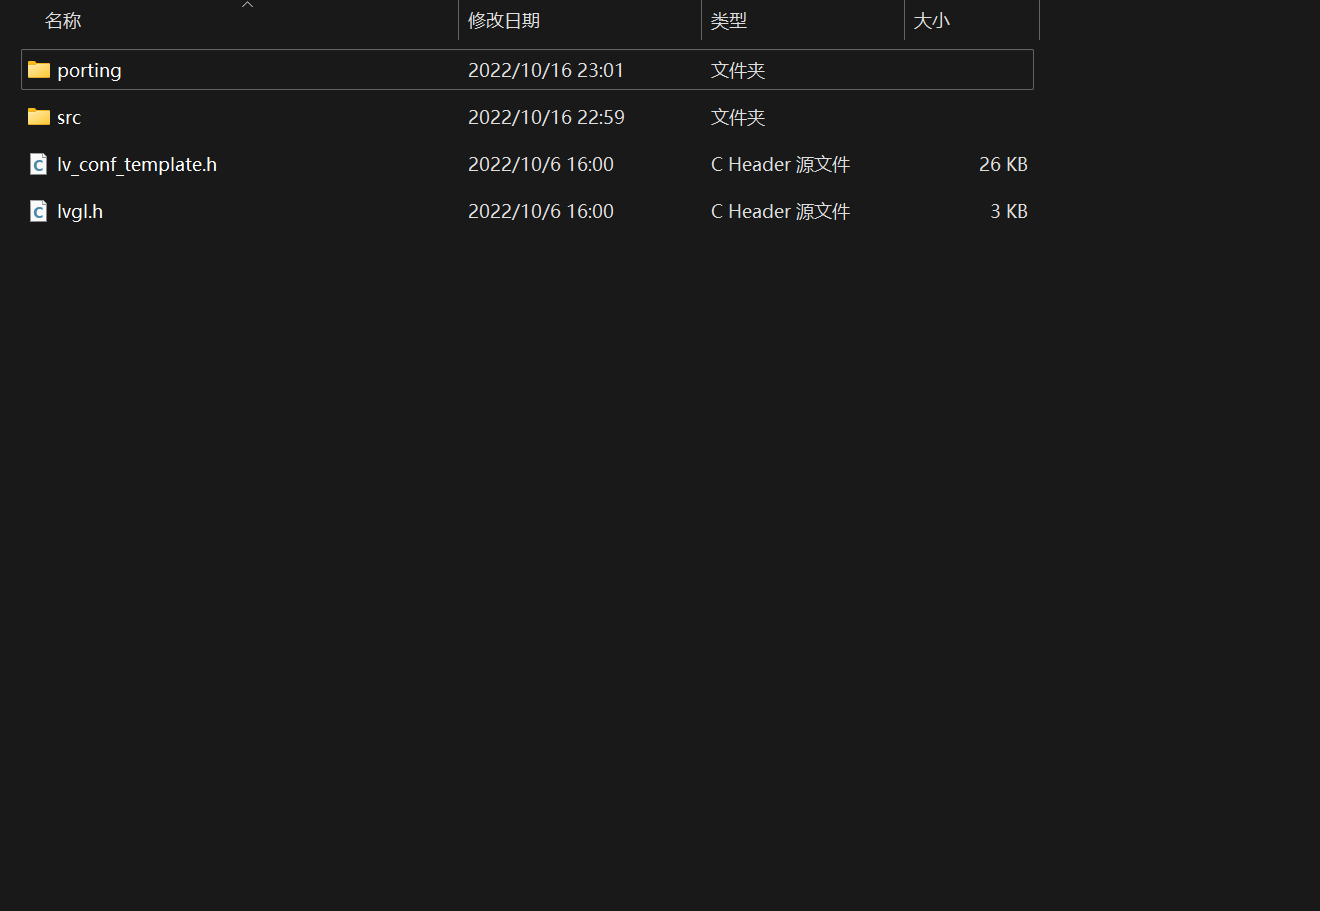 名称 修改日期 类型 大小
porting 2022/10/16 23:01 文件夹
src 2022/10/16 22:59 文件夹
lv_conf_template.h 2022/10/6 16:00 C Header 源文件 26 KB
lvgl.h 2022/10/6 16:00 C Header 源文件 3 KB